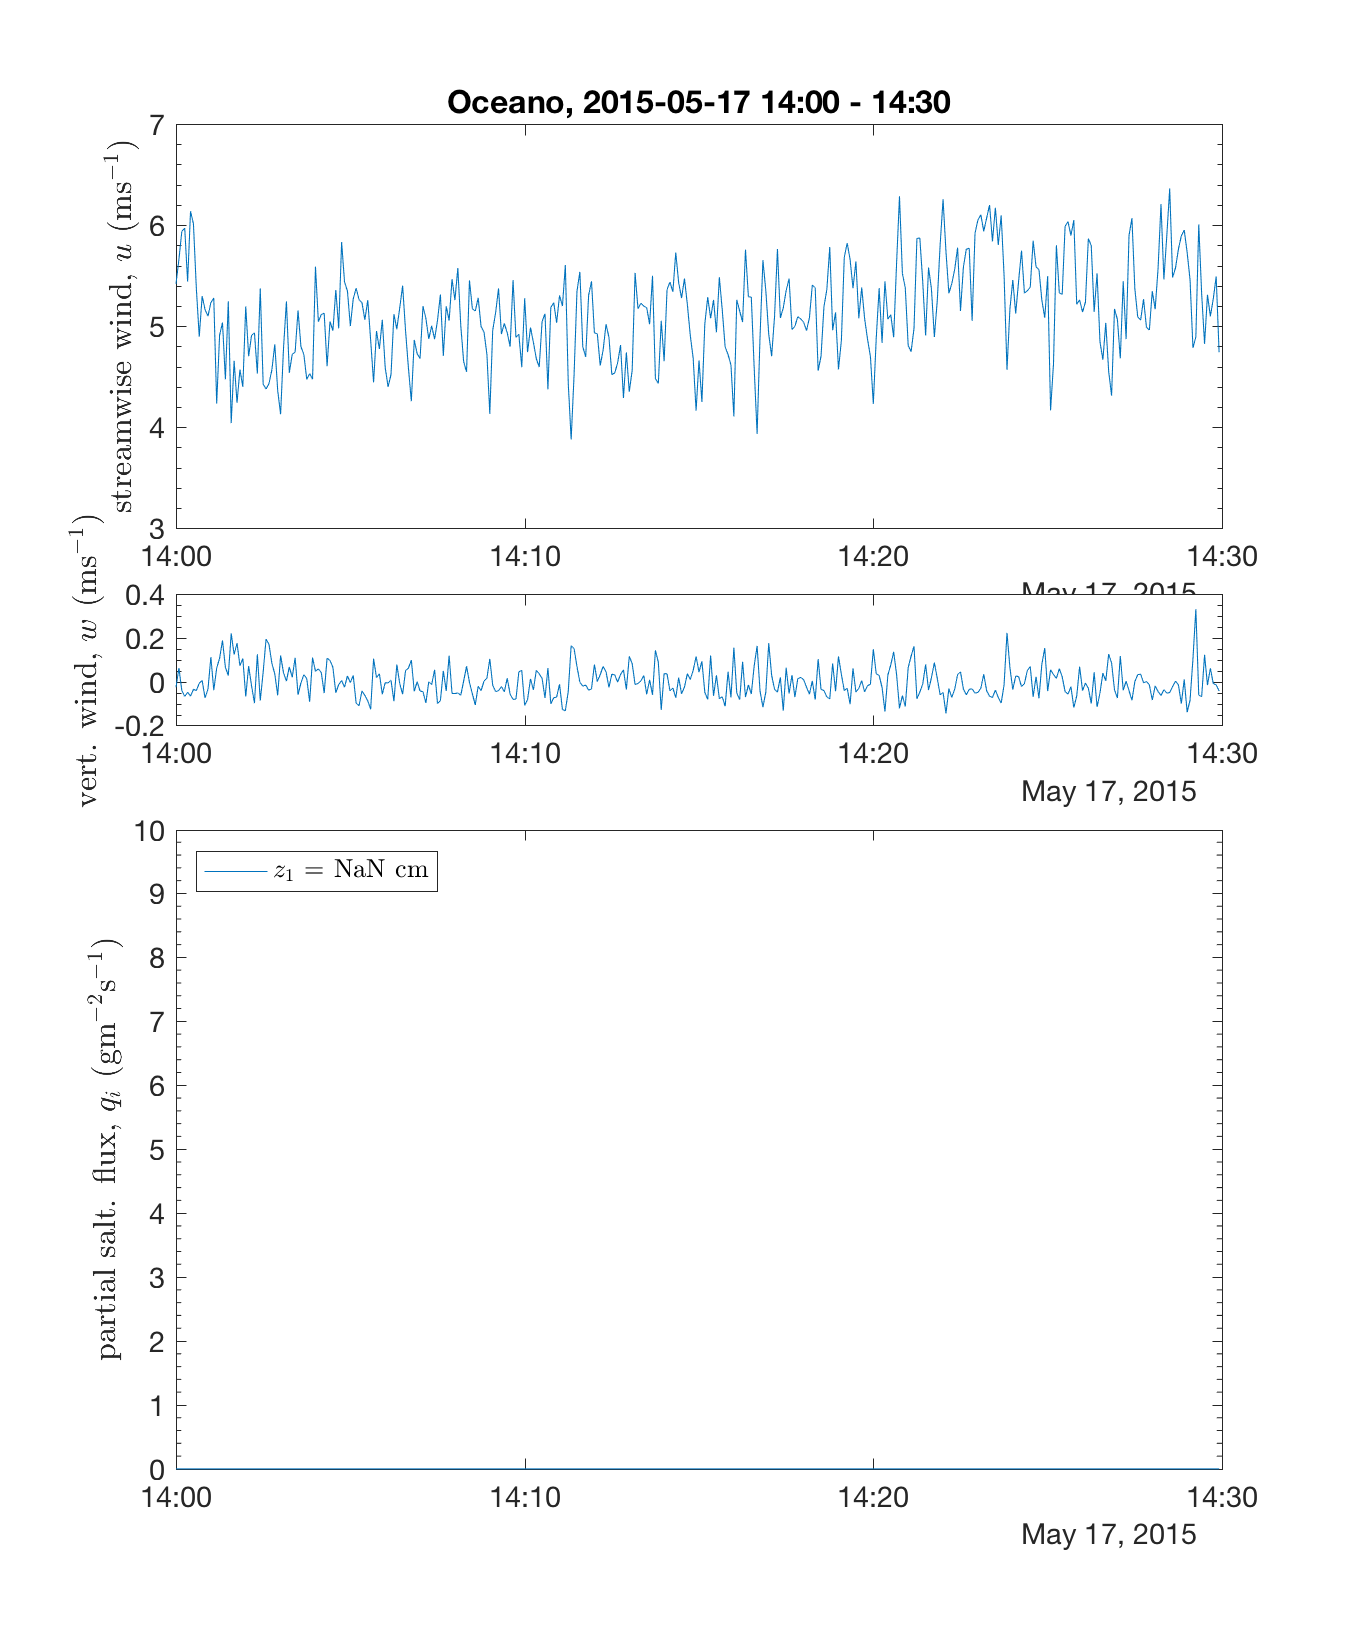 Oceano, 2015-05-17 14:00 - 14:30
streamwise wind, u (ms⁻¹)
7
6
5
4
3
14:00 14:10 14:20 14:30
May 17, 2015
vert. wind, w (ms⁻¹)
0.4
0.2
0
-0.2
14:00 14:10 14:20 14:30
May 17, 2015
partial salt. flux, qᵢ (gm⁻²s⁻¹)
10
9
8
7
6
5
4
3
2
1
0
z₁ = NaN cm
14:00 14:10 14:20 14:30
May 17, 2015